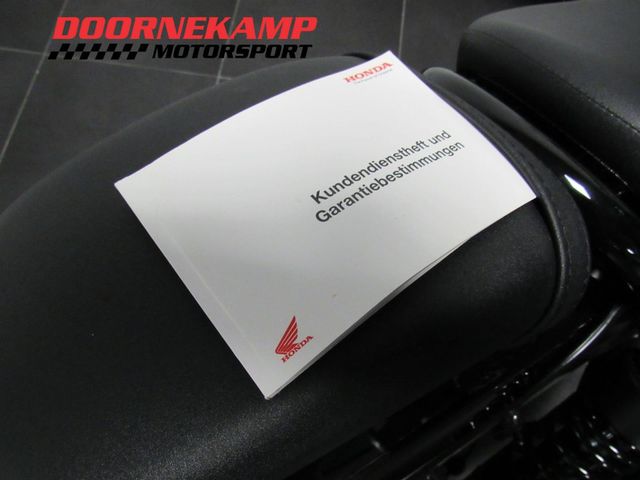 DOORNEKAMP
MOTORSPORT
HONDA
Kundendienstheft und
Garantiebestimmungen
HONDA